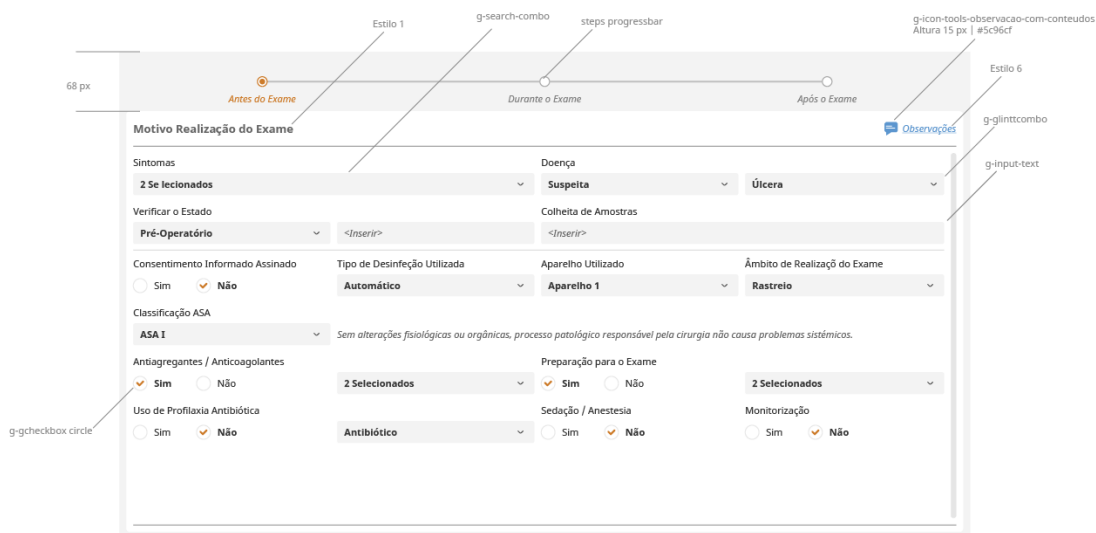 Estilo 1
g-search-combo
steps progressbar
g-icon-tools-observacao-com-conteudos
Altura 15 px | #5c96cf
Estilo 6
68 px
Antes do Exame
Durante o Exame
Após o Exame
g-glinttcombo
Motivo Realização do Exame
Observações
g-input-text
Sintomas
Doença
2 Se lecionados
Suspeita
Úlcera
Verificar o Estado
Colheita de Amostras
Pré-Operatório
<Inserir>
<Inserir>
Consentimento Informado Assinado
Tipo de Desinfeção Utilizada
Aparelho Utilizado
Âmbito de Realizaçõ do Exame
Sim
Não
Automático
Aparelho 1
Rastreio
Classificação ASA
ASA I
Sem alterações fisiológicas ou orgânicas, processo patológico responsável pela cirurgia não causa problemas sistémicos.
Antiagregantes / Anticoagolantes
Preparação para o Exame
Sim
Não
2 Selecionados
Sim
Não
2 Selecionados
Uso de Profilaxia Antibiótica
Sedação / Anestesia
Monitorização
g-gcheckbox circle
Sim
Não
Antibiótico
Sim
Não
Sim
Não